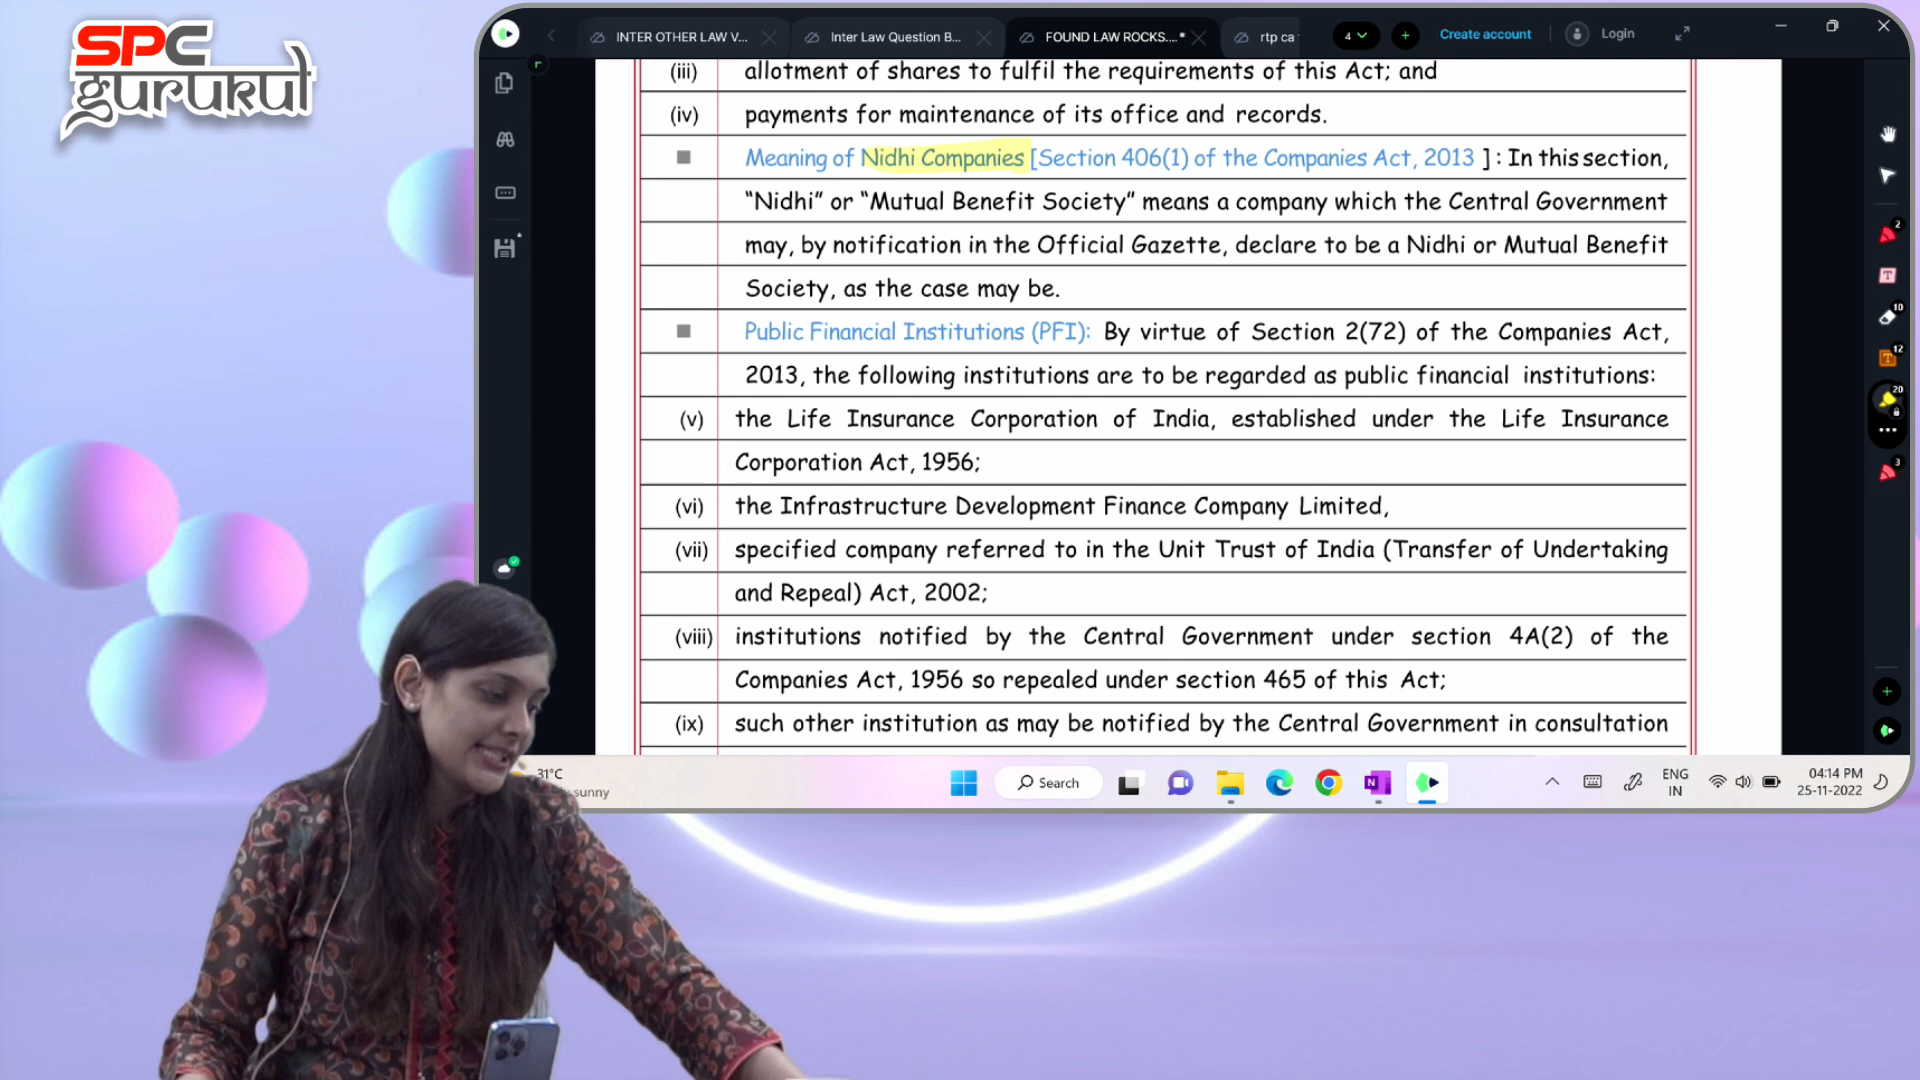 SPC
gurukul
INTER OTHER LAW V...
Inter Law Question B...
FOUND LAW ROCKS....*
rtp ca
4
Create account
Login
(iii) allotment of shares to fulfil the requirements of this Act; and
(iv) payments for maintenance of its office and records.
Meaning of Nidhi Companies [Section 406(1) of the Companies Act, 2013 ] : In this section,
“Nidhi” or “Mutual Benefit Society” means a company which the Central Government
may, by notification in the Official Gazette, declare to be a Nidhi or Mutual Benefit
Society, as the case may be.
Public Financial Institutions (PFI): By virtue of Section 2(72) of the Companies Act,
2013, the following institutions are to be regarded as public financial institutions:
(v) the Life Insurance Corporation of India, established under the Life Insurance
Corporation Act, 1956;
(vi) the Infrastructure Development Finance Company Limited,
(vii) specified company referred to in the Unit Trust of India (Transfer of Undertaking
and Repeal) Act, 2002;
(viii) institutions notified by the Central Government under section 4A(2) of the
Companies Act, 1956 so repealed under section 465 of this Act;
(ix) such other institution as may be notified by the Central Government in consultation
2
10
12
20
3
31°C
sunny
Search
ENG
IN
04:14 PM
25-11-2022